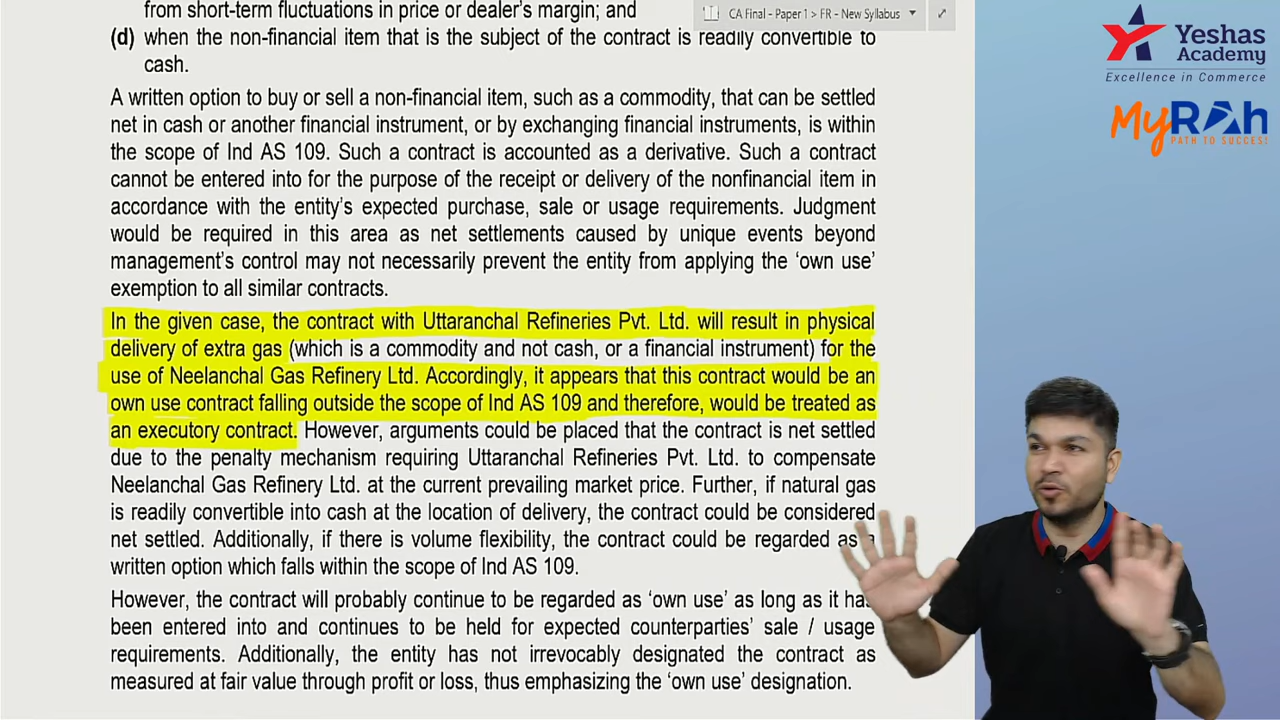 from short-term fluctuations in price or dealer's margin; and
(d) when the non-financial item that is the subject of the contract is readily convertible to
cash.
A written option to buy or sell a non-financial item, such as a commodity, that can be settled
net in cash or another financial instrument, or by exchanging financial instruments, is within
the scope of Ind AS 109. Such a contract is accounted as a derivative. Such a contract
cannot be entered into for the purpose of the receipt or delivery of the nonfinancial item in
accordance with the entity's expected purchase, sale or usage requirements. Judgment
would be required in this area as net settlements caused by unique events beyond
management's control may not necessarily prevent the entity from applying the 'own use'
exemption to all similar contracts.
In the given case, the contract with Uttaranchal Refineries Pvt. Ltd. will result in physical
delivery of extra gas (which is a commodity and not cash, or a financial instrument) for the
use of Neelanchal Gas Refinery Ltd. Accordingly, it appears that this contract would be an
own use contract falling outside the scope of Ind AS 109 and therefore, would be treated as
an executory contract. However, arguments could be placed that the contract is net settled
due to the penalty mechanism requiring Uttaranchal Refineries Pvt. Ltd. to compensate
Neelanchal Gas Refinery Ltd. at the current prevailing market price. Further, if natural gas
is readily convertible into cash at the location of delivery, the contract could be considered
net settled. Additionally, if there is volume flexibility, the contract could be regarded as a
written option which falls within the scope of Ind AS 109.
However, the contract will probably continue to be regarded as 'own use' as long as it has
been entered into and continues to be held for expected counterparties' sale / usage
requirements. Additionally, the entity has not irrevocably designated the contract as
measured at fair value through profit or loss, thus emphasizing the 'own use' designation.
CA Final - Paper 1 > FR - New Syllabus
Yeshas
Academy
Excellence in Commerce
MyRAh
PATH TO SUCCESS